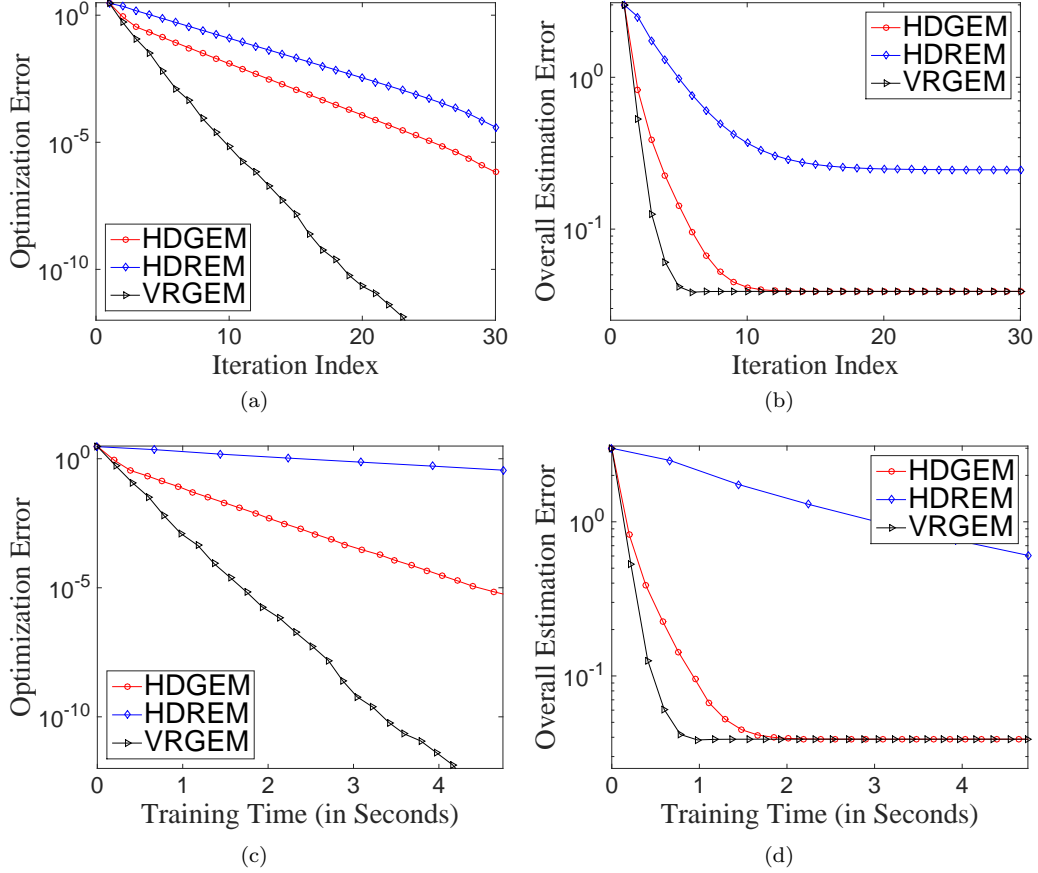 Optimization Error
10^0
10^-5
10^-10
HDGEM
HDREM
VRGEM
0 10 20 30
Iteration Index
(a)
Overall Estimation Error
10^0
10^-1
HDGEM
HDREM
VRGEM
0 10 20 30
Iteration Index
(b)
Optimization Error
10^0
10^-5
10^-10
HDGEM
HDREM
VRGEM
0 1 2 3 4
Training Time (in Seconds)
(c)
Overall Estimation Error
10^0
10^-1
HDGEM
HDREM
VRGEM
0 1 2 3 4
Training Time (in Seconds)
(d)